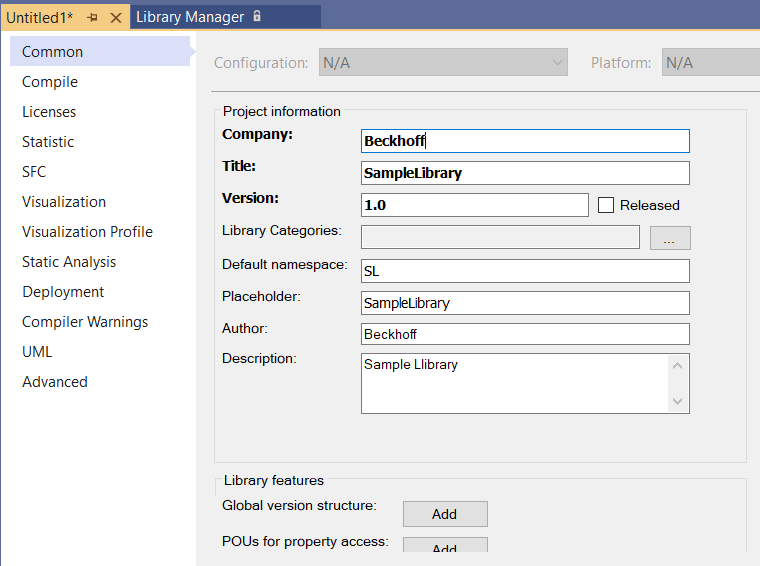 Untitled1* Library Manager
Common
Compile
Licenses
Statistic
SFC
Visualization
Visualization Profile
Static Analysis
Deployment
Compiler Warnings
UML
Advanced
Configuration: N/A Platform: N/A
Project information
Company: Beckhoff
Title: SampleLibrary
Version: 1.0 Released
Library Categories: ...
Default namespace: SL
Placeholder: SampleLibrary
Author: Beckhoff
Description: Sample Llibrary
Library features
Global version structure: Add
POUs for property access: Add